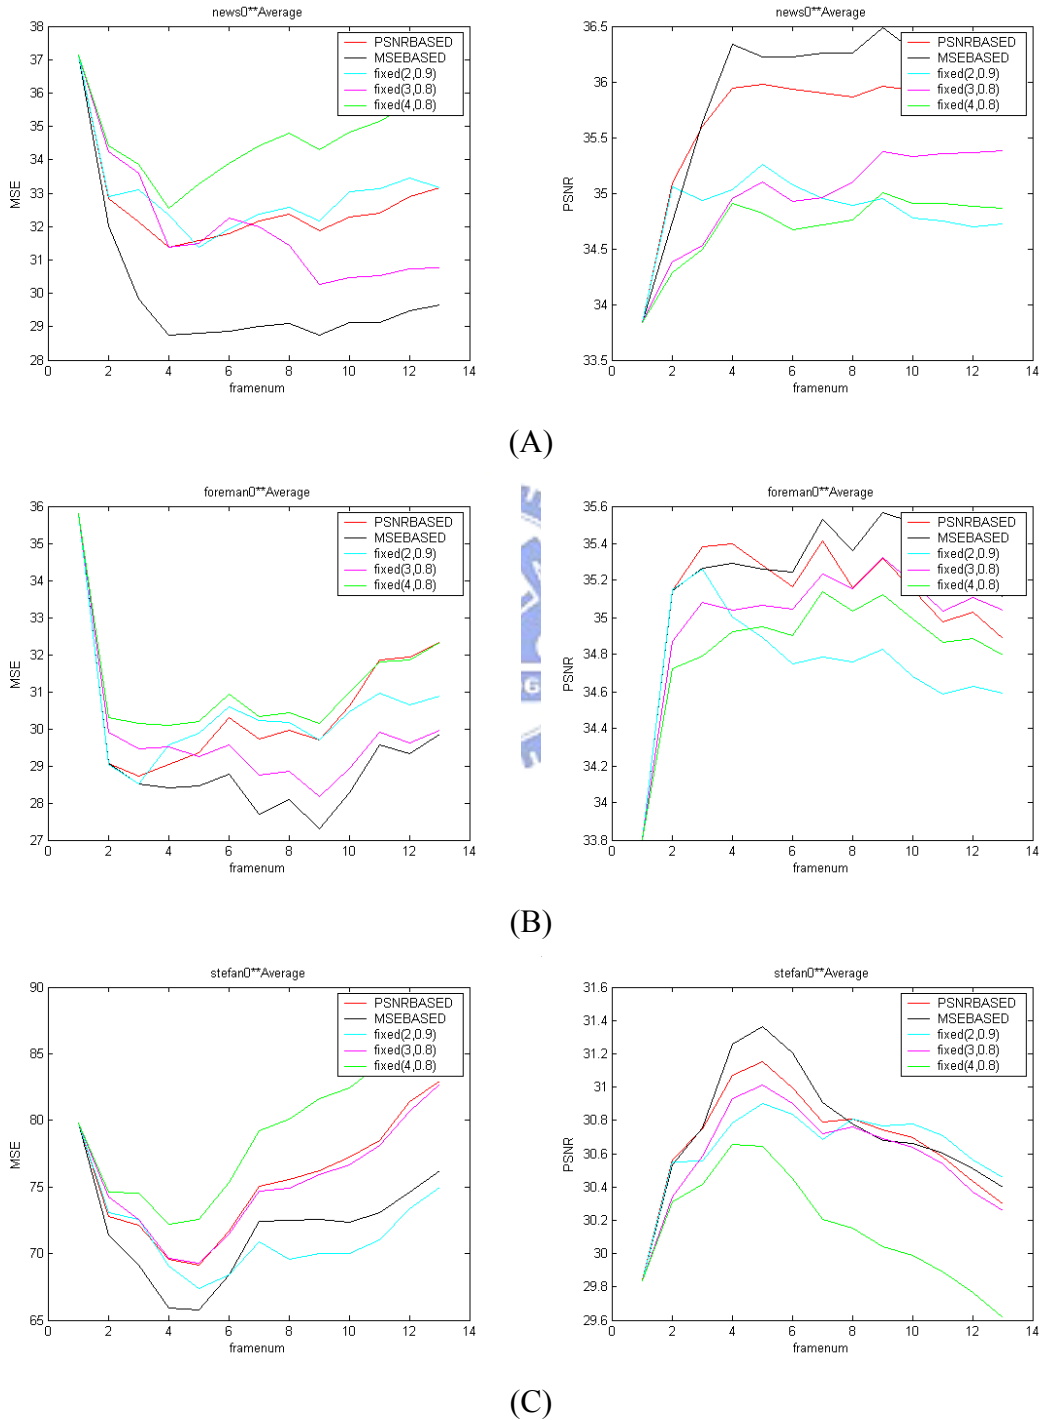 news0**Average
38
37
36
35
34
33
32
31
30
29
28
MSE
0 2 4 6 8 10 12 14
framenum
PSNRBASED
MSEBASED
fixed(2,0.9)
fixed(3,0.8)
fixed(4,0.8)
news0**Average
36.5
36
35.5
35
34.5
34
33.5
PSNR
0 2 4 6 8 10 12 14
framenum
PSNRBASED
MSEBASED
fixed(2,0.9)
fixed(3,0.8)
fixed(4,0.8)
(A)
foreman0**Average
36
35
34
33
32
31
30
29
28
27
MSE
0 2 4 6 8 10 12 14
framenum
PSNRBASED
MSEBASED
fixed(2,0.9)
fixed(3,0.8)
fixed(4,0.8)
foreman0**Average
35.6
35.4
35.2
35
34.8
34.6
34.4
34.2
34
33.8
PSNR
0 2 4 6 8 10 12 14
framenum
PSNRBASED
MSEBASED
fixed(2,0.9)
fixed(3,0.8)
fixed(4,0.8)
(B)
stefan0**Average
90
85
80
75
70
65
MSE
0 2 4 6 8 10 12 14
framenum
PSNRBASED
MSEBASED
fixed(2,0.9)
fixed(3,0.8)
fixed(4,0.8)
stefan0**Average
31.6
31.4
31.2
31
30.8
30.6
30.4
30.2
30
29.8
29.6
PSNR
0 2 4 6 8 10 12 14
framenum
PSNRBASED
MSEBASED
fixed(2,0.9)
fixed(3,0.8)
fixed(4,0.8)
(C)